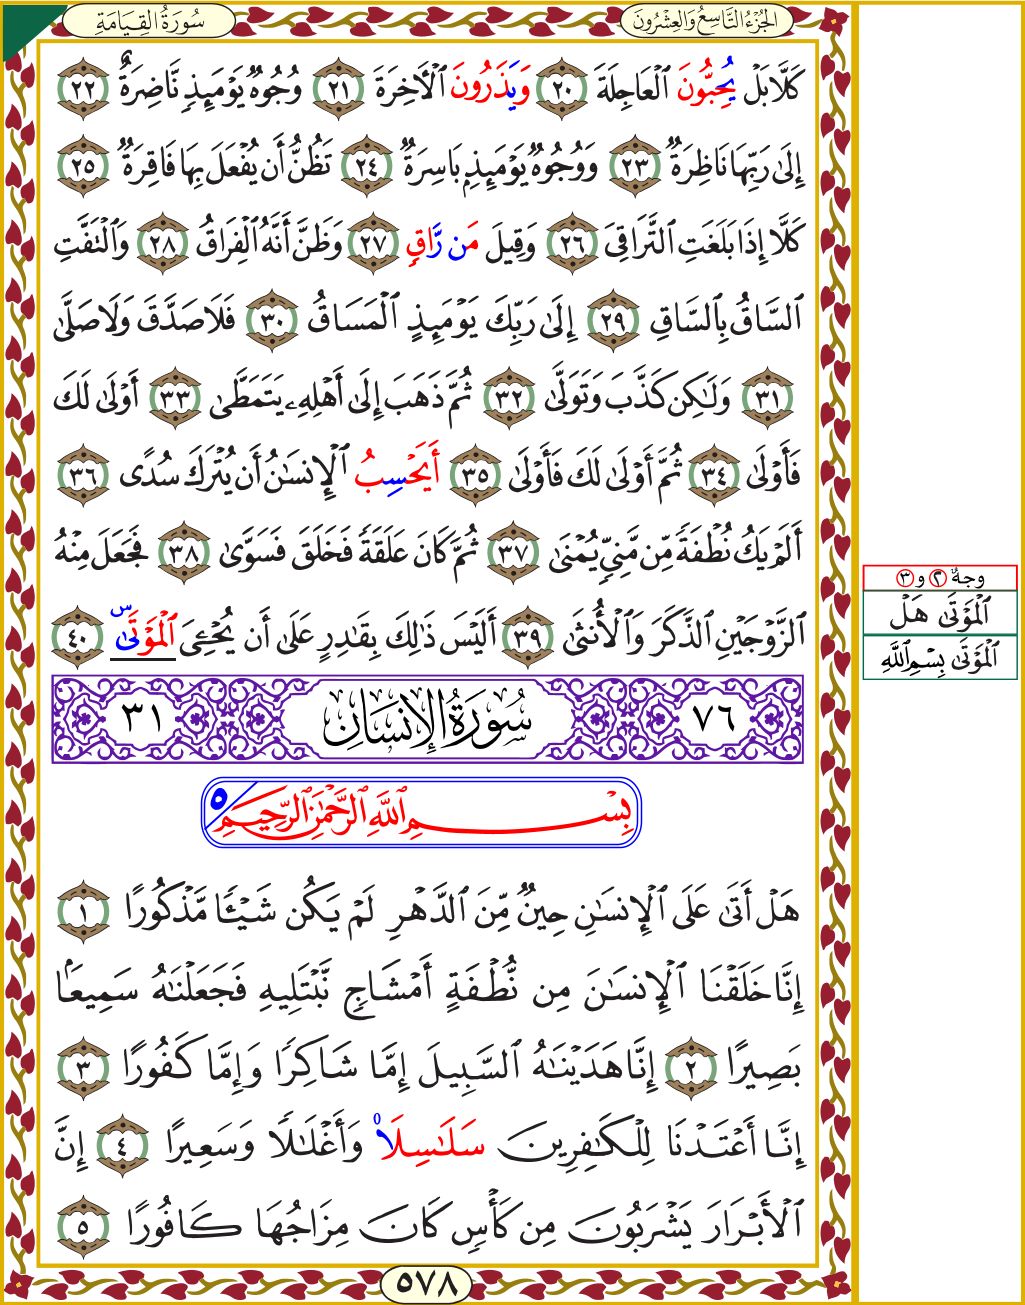 الجُزْءُ التَّاسِعُ وَالعِشْرُونَ
سُورَةُ القِيَامَةِ
كَلَّا بَلۡ يُحِبُّونَ ٱلۡعَاجِلَةَ ٢٠ وَيَذَرُونَ ٱلۡأٓخِرَةَ ٢١ وُجُوهٞ يَوۡمَئِذٖ نَّاضِرَةٌ ٢٢
إِلَىٰ رَبِّهَا نَاظِرَةٞ ٢٣ وَوُجُوهٞ يَوۡمَئِذِۭ بَاسِرَةٞ ٢٤ تَظُنُّ أَن يُفۡعَلَ بِهَا فَاقِرَةٞ ٢٥
كَلَّا إِذَا بَلَغَتِ ٱلتَّرَاقِيَ ٢٦ وَقِيلَ مَن رَّاقٖ ٢٧ وَظَنَّ أَنَّهُ ٱلۡفِرَاقُ ٢٨ وَٱلۡتَفَّتِ
ٱلسَّاقُ بِٱلسَّاقِ ٢٩ إِلَىٰ رَبِّكَ يَوۡمَئِذٍ ٱلۡمَسَاقُ ٣٠ فَلَا صَدَّقَ وَلَا صَلَّىٰ
٣١ وَلَٰكِن كَذَّبَ وَتَوَلَّىٰ ٣٢ ثُمَّ ذَهَبَ إِلَىٰ أَهۡلِهِۦ يَتَمَطَّىٰ ٣٣ أَوۡلَىٰ لَكَ
فَأَوۡلَىٰ ٣٤ ثُمَّ أَوۡلَىٰ لَكَ فَأَوۡلَىٰ ٣٥ أَيَحۡسِبُ ٱلۡإِنسَٰنُ أَن يُتۡرَكَ سُدًى ٣٦
أَلَمۡ يَكُ نُطۡفَةٗ مِّن مَّنِيّٖ يُمۡنَىٰ ٣٧ ثُمَّ كَانَ عَلَقَةٗ فَخَلَقَ فَسَوَّىٰ ٣٨ فَجَعَلَ مِنۡهُ
ٱلزَّوۡجَيۡنِ ٱلذَّكَرَ وَٱلۡأُنثَىٰٓ ٣٩ أَلَيۡسَ ذَٰلِكَ بِقَٰدِرٍ عَلَىٰٓ أَن يُحۡـِۧيَ ٱلۡمَوۡتَىٰ س ٤٠
وجهٌ ٢ و ٣
ٱلۡمَوۡتَىٰ هَلۡ
ٱلۡمَوۡتَىٰ بِسۡمِ ٱللَّهِ
٧٦ سُورَةُ الإِنسَانِ ٣١
بِسۡمِ ٱللَّهِ ٱلرَّحۡمَٰنِ ٱلرَّحِيمِ ٥
هَلۡ أَتَىٰ عَلَى ٱلۡإِنسَٰنِ حِينٞ مِّنَ ٱلدَّهۡرِ لَمۡ يَكُن شَيۡـٔٗا مَّذۡكُورًا ١
إِنَّا خَلَقۡنَا ٱلۡإِنسَٰنَ مِن نُّطۡفَةٍ أَمۡشَاجٖ نَّبۡتَلِيهِ فَجَعَلۡنَٰهُ سَمِيعَۢا
بَصِيرًا ٢ إِنَّا هَدَيۡنَٰهُ ٱلسَّبِيلَ إِمَّا شَاكِرٗا وَإِمَّا كَفُورًا ٣
إِنَّآ أَعۡتَدۡنَا لِلۡكَٰفِرِينَ سَلَٰسِلَاْ وَأَغۡلَٰلٗا وَسَعِيرًا ٤ إِنَّ
ٱلۡأَبۡرَارَ يَشۡرَبُونَ مِن كَأۡسٖ كَانَ مِزَاجُهَا كَافُورًا ٥
٥٧٨